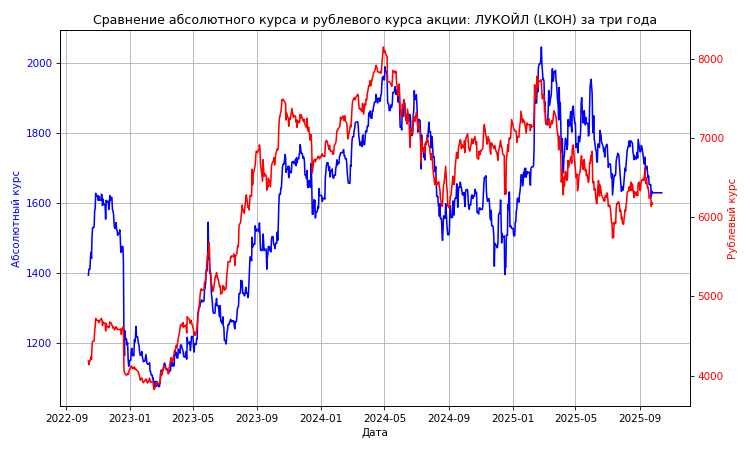 Сравнение абсолютного курса и рублевого курса акции: ЛУКОЙЛ (LKOH) за три года
Абсолютный курс
2000
1800
1600
1400
1200
8000
7000
6000
5000
4000
Рублевый курс
2022-09 2023-01 2023-05 2023-09 2024-01 2024-05 2024-09 2025-01 2025-05 2025-09
Дата